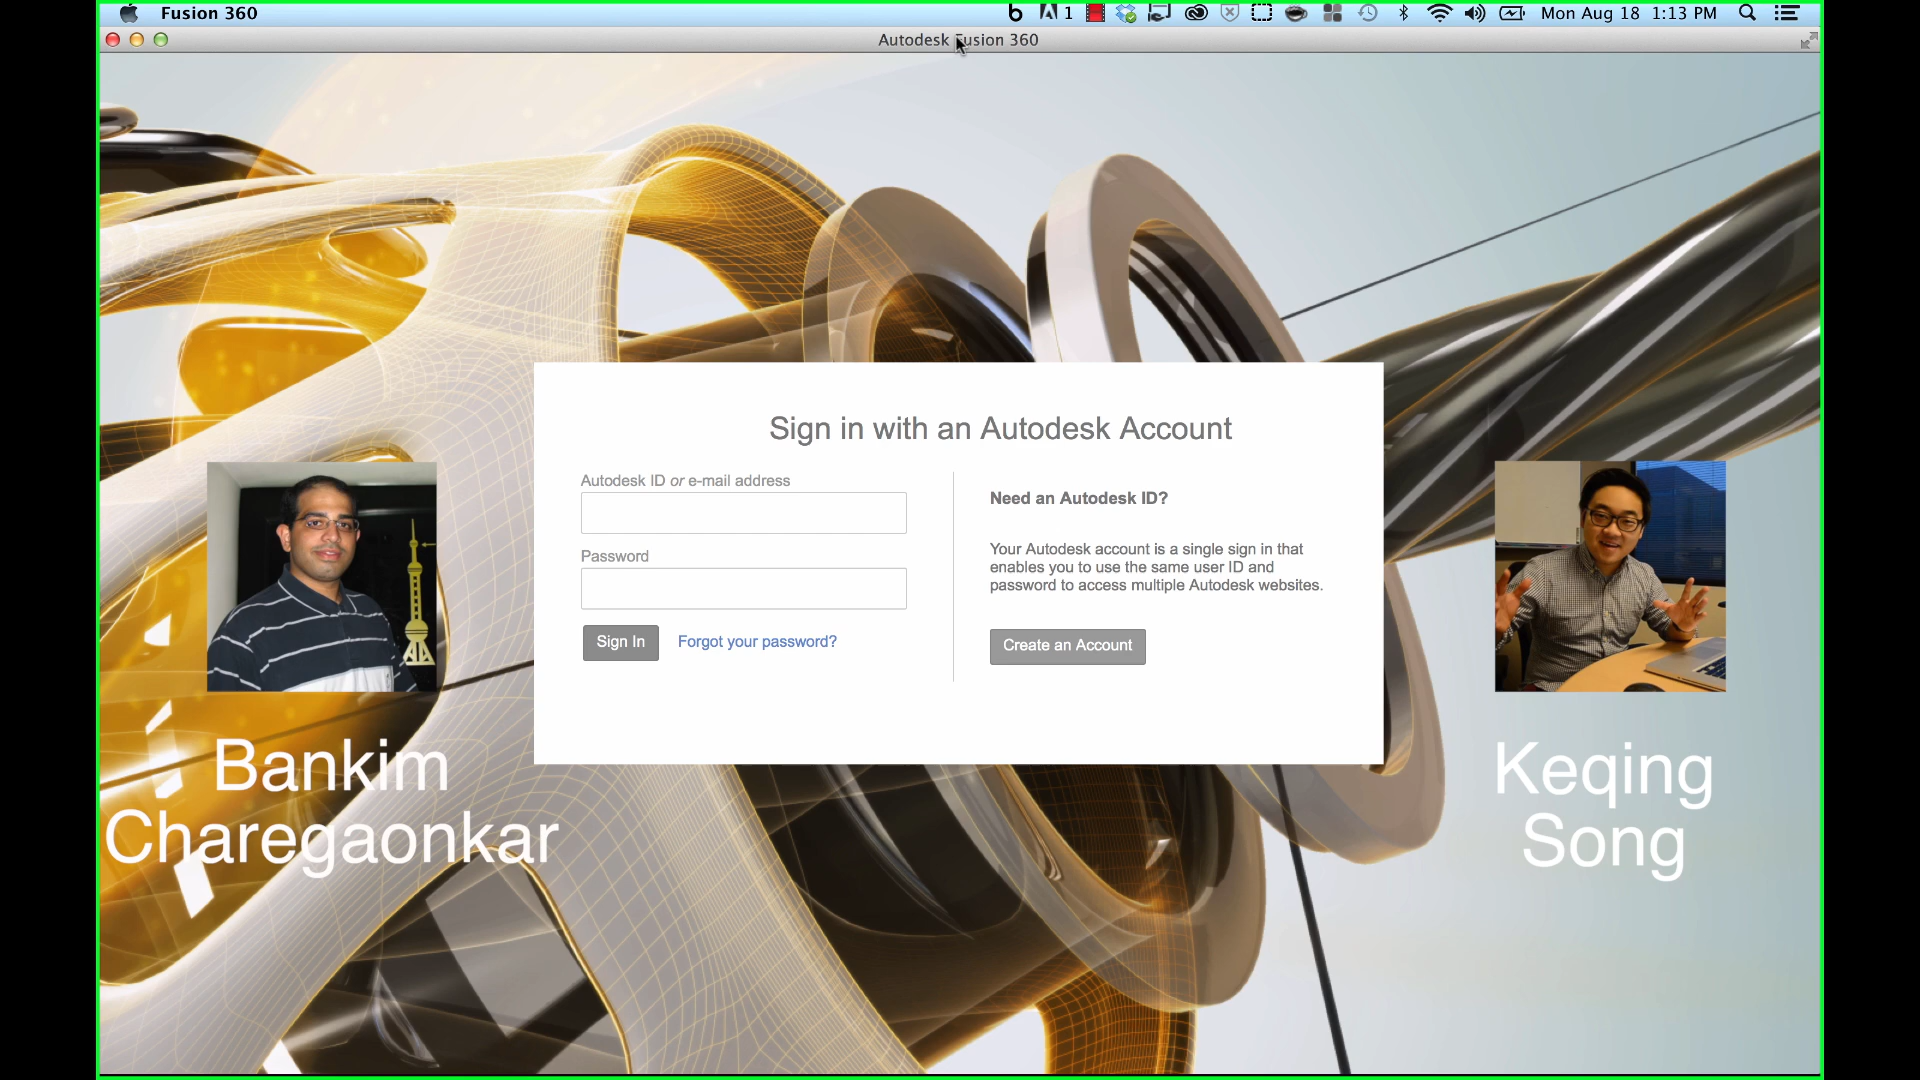 Fusion 360
1
Mon Aug 18 1:13 PM
Autodesk Fusion 360
Sign in with an Autodesk Account
Autodesk ID or e-mail address
Password
Sign In
Forgot your password?
Need an Autodesk ID?
Your Autodesk account is a single sign in that
enables you to use the same user ID and
password to access multiple Autodesk websites.
Create an Account
Bankim
Charegaonkar
Keqing
Song